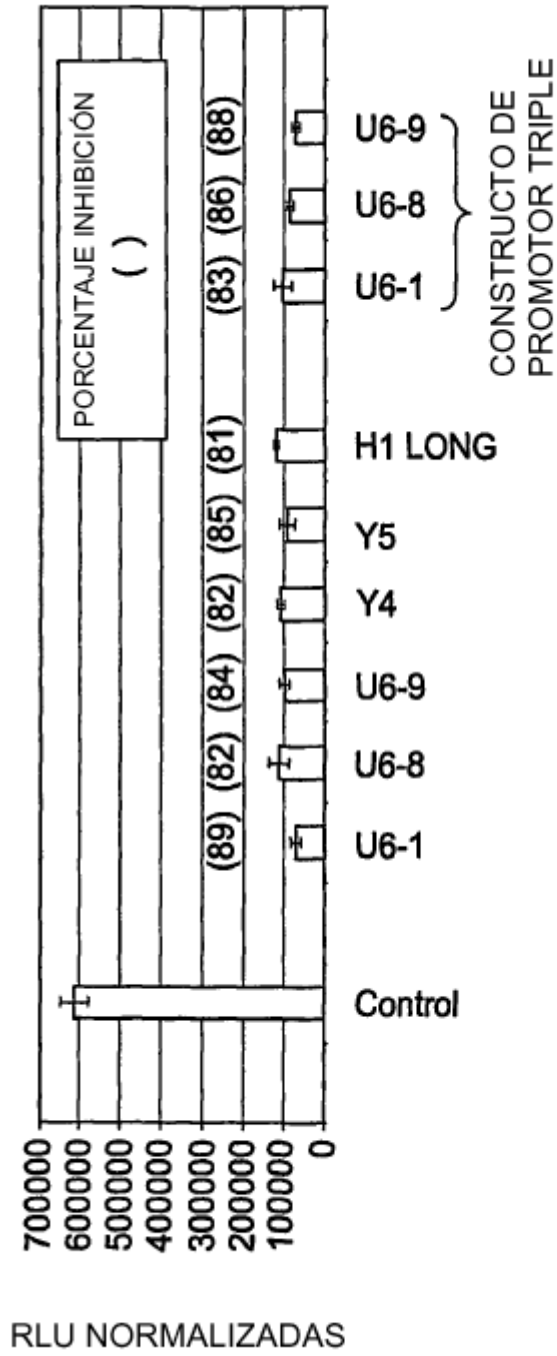 PORCENTAJE INHIBICIÓN
( )
(89) (82) (84) (82) (85) (81) (83) (86) (88)
RLU NORMALIZADAS
700000
600000
500000
400000
300000
200000
100000
0
Control U6-1 U6-8 U6-9 Y4 Y5 H1 LONG U6-1 U6-8 U6-9
CONSTRUCTO DE
PROMOTOR TRIPLE